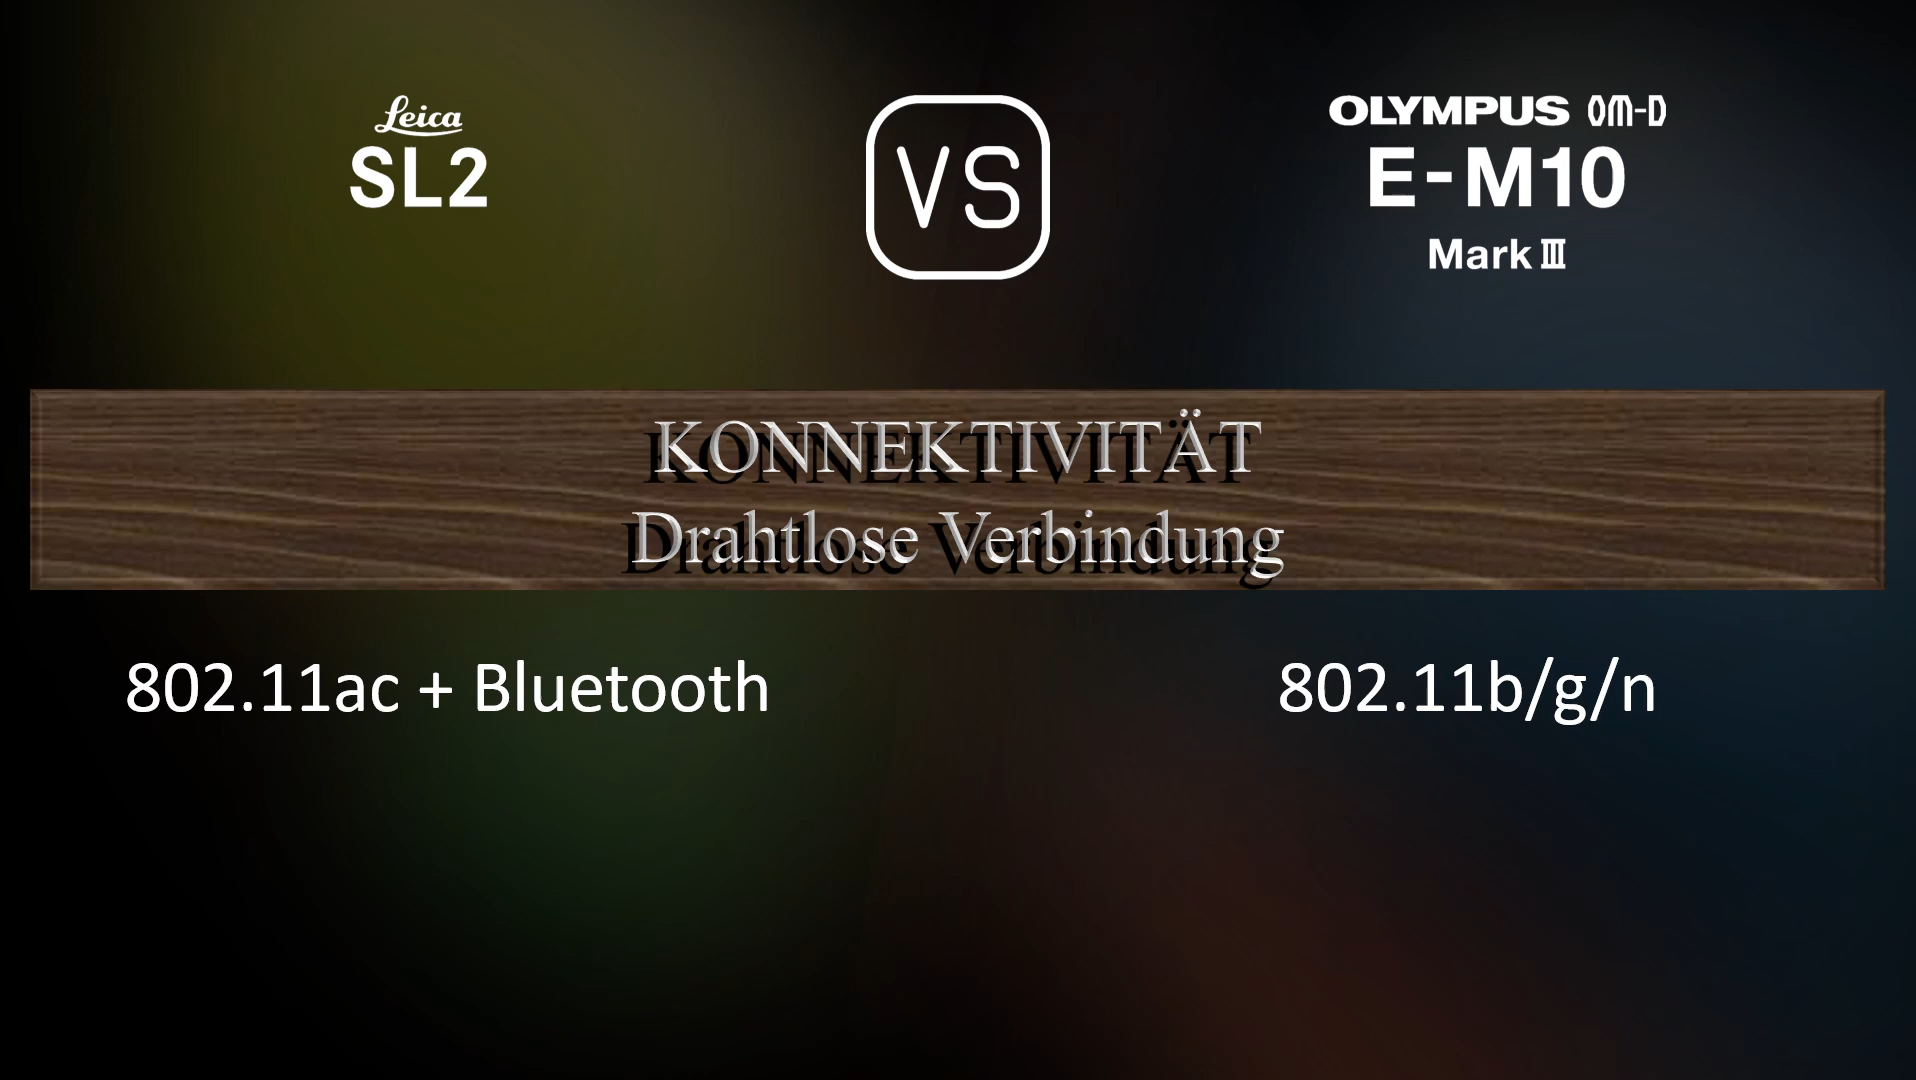 Leica
SL2
VS
OLYMPUS OM-D
E-M10
Mark III
KONNEKTIVITÄT
Drahtlose Verbindung
802.11ac + Bluetooth
802.11b/g/n